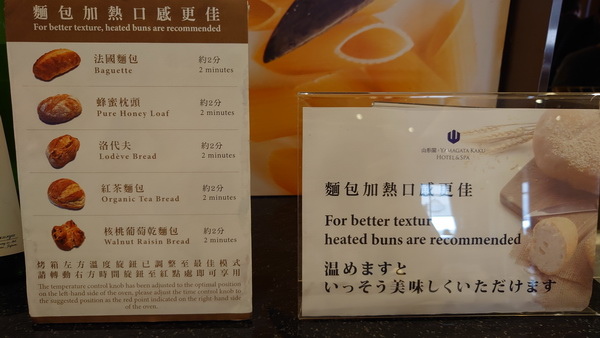 麵包加熱口感更佳
For better texture, heated buns are recommended
法國麵包
Baguette
約2分
2 minutes
蜂蜜枕頭
Pure Honey Loaf
約2分
2 minutes
洛代夫
Lodève Bread
約2分
2 minutes
紅茶麵包
Organic Tea Bread
約2分
2 minutes
核桃葡萄乾麵包
Walnut Raisin Bread
約2分
2 minutes
烤箱左方溫度旋鈕已調整至最佳模式
請轉動右方時間旋鈕至紅點處即可享用
The temperature control knob has been adjusted to the optimal position
on the left-hand side of the oven, please adjust the time control knob to
the suggested position as the red point indicated on the right-hand side
of the oven.
YAMAGATA KAKU
HOTEL & SPA
麵包加熱口感更佳
For better textur
heated buns are recommended
温めますと
いっそう美味しくいただけます